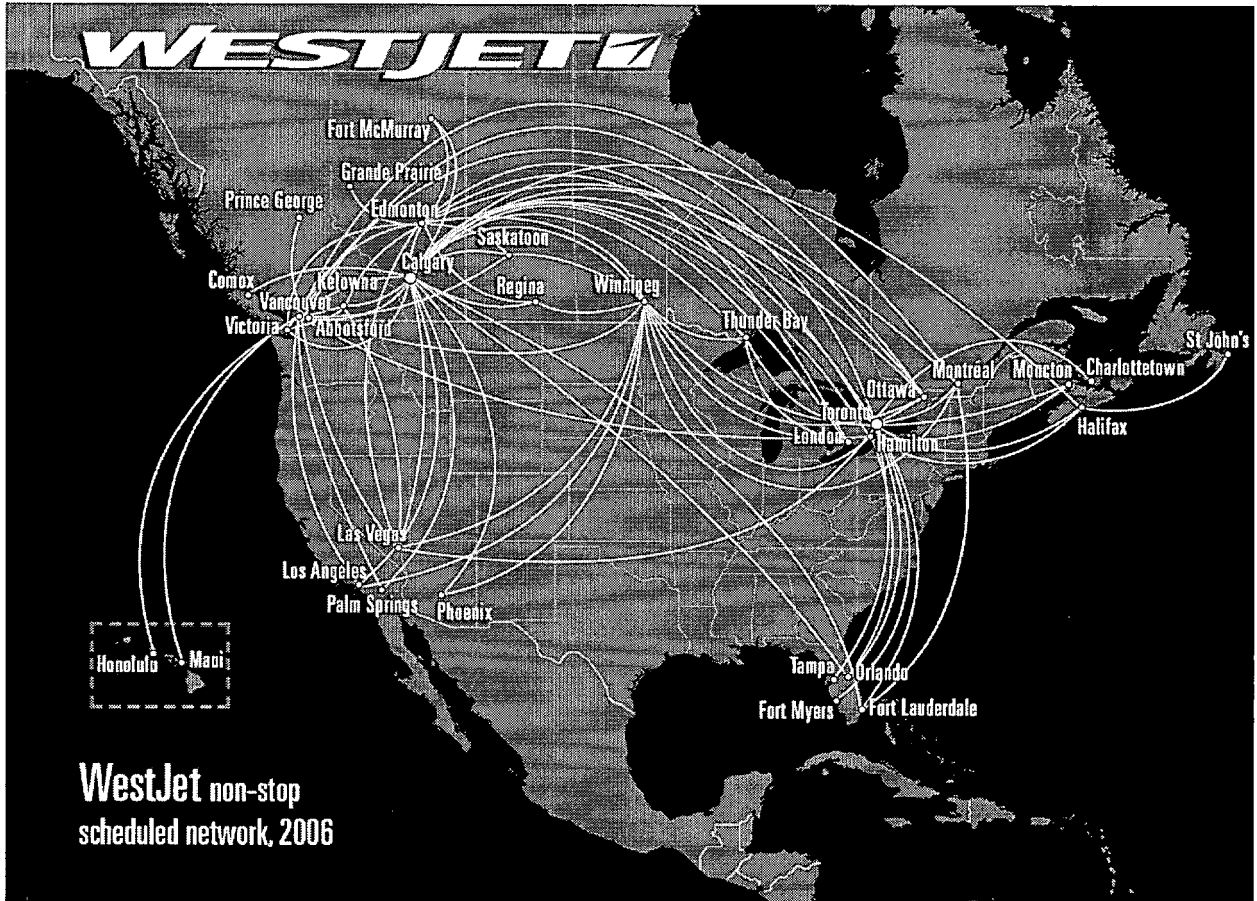 WESTJET
Fort McMurray
Grande Prairie
Prince George
Edmonton
Saskatoon
Calgary
Comox
Kelowna
Regina
Winnipeg
Vancouver
Victoria
Abbotsford
Thunder Bay
St John's
Montréal
Moncton
Charlottetown
Ottawa
Toronto
Halifax
London
Hamilton
Las Vegas
Los Angeles
Palm Springs
Phoenix
Honolulu
Maui
Tampa
Orlando
Fort Myers
Fort Lauderdale
WestJet non-stop
scheduled network, 2006